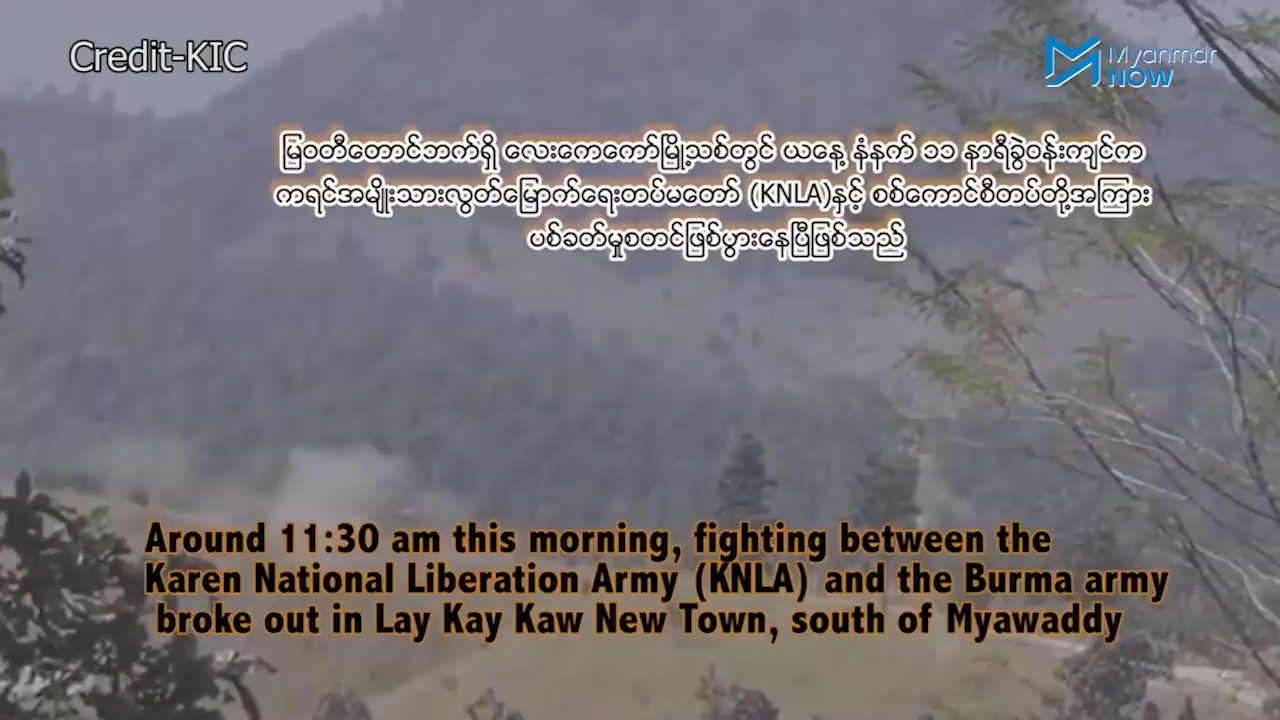 Credit-KIC
Myanmar
NOW
မြဝတီတောင်ဘက်ရှိ လေးကေကော်မြို့သစ်တွင် ယနေ့ နံနက် ၁၁ နာရီခွဲဝန်းကျင်က
ကရင်အမျိုးသားလွတ်မြောက်ရေးတပ်မတော် (KNLA)နှင့် စစ်ကောင်စီတပ်တို့အကြား
ပစ်ခတ်မှုစတင်ဖြစ်ပွားနေပြီဖြစ်သည်
Around 11:30 am this morning, fighting between the
Karen National Liberation Army (KNLA) and the Burma army
broke out in Lay Kay Kaw New Town, south of Myawaddy